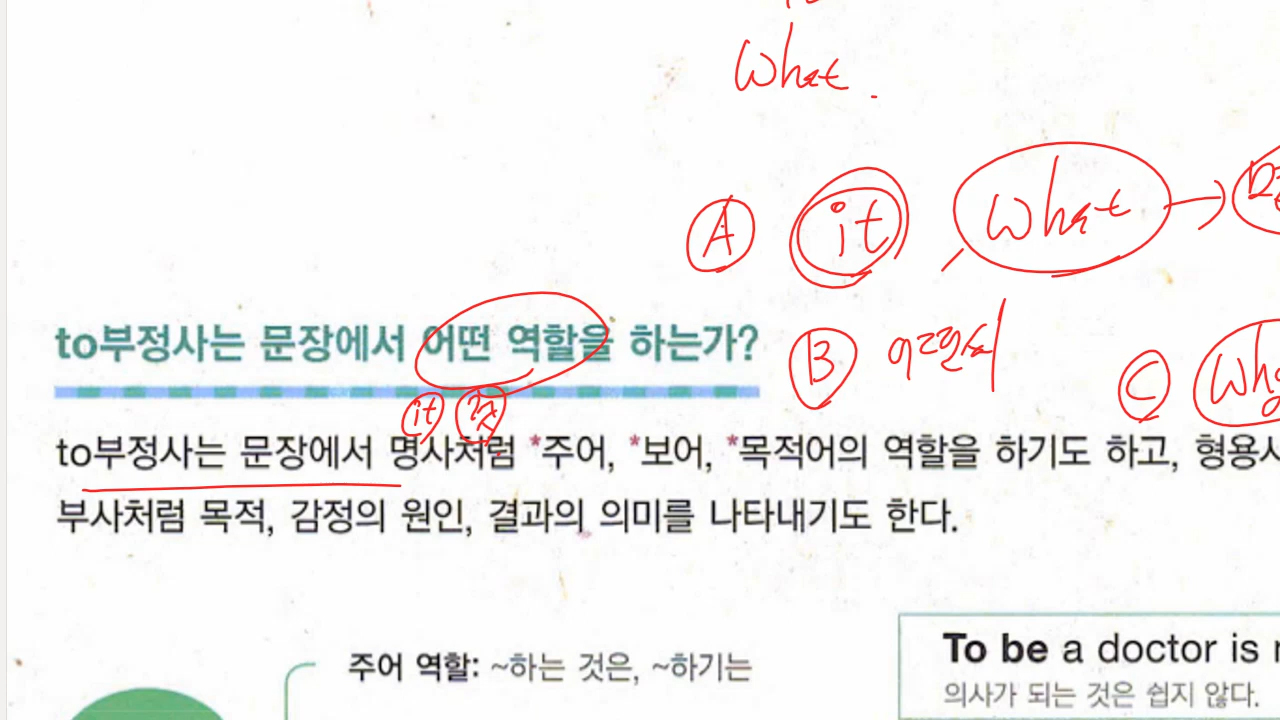 What.
A it What →
B 어떤
C Why
to부정사는 문장에서 어떤 역할을 하는가?
it 것
to부정사는 문장에서 명사처럼 *주어, *보어, *목적어의 역할을 하기도 하고, 형용사
부사처럼 목적, 감정의 원인, 결과의 의미를 나타내기도 한다.
주어 역할: ~하는 것은, ~하기는
To be a doctor is
의사가 되는 것은 쉽지 않다.